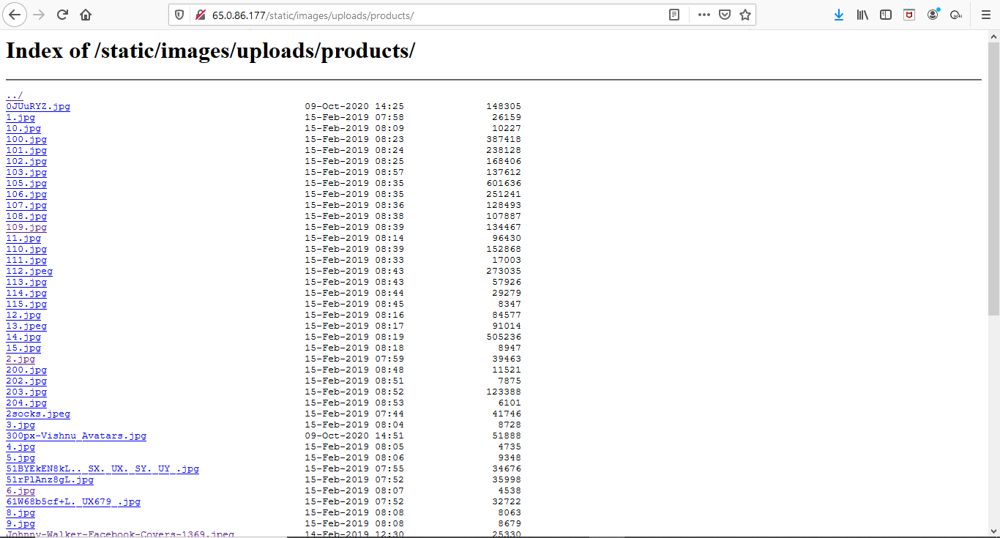 65.0.86.177/static/images/uploads/products/
Index of /static/images/uploads/products/
../
0JUuRYZ.jpg 09-Oct-2020 14:25 148305
1.jpg 15-Feb-2019 07:58 26159
10.jpg 15-Feb-2019 08:09 10227
100.jpg 15-Feb-2019 08:23 387418
101.jpg 15-Feb-2019 08:24 238128
102.jpg 15-Feb-2019 08:25 168406
103.jpg 15-Feb-2019 08:57 137612
105.jpg 15-Feb-2019 08:35 601636
106.jpg 15-Feb-2019 08:35 251241
107.jpg 15-Feb-2019 08:36 128493
108.jpg 15-Feb-2019 08:38 107887
109.jpg 15-Feb-2019 08:39 134467
11.jpg 15-Feb-2019 08:14 96430
110.jpg 15-Feb-2019 08:39 152868
111.jpg 15-Feb-2019 08:33 17003
112.jpeg 15-Feb-2019 08:43 273035
113.jpg 15-Feb-2019 08:43 57926
114.jpg 15-Feb-2019 08:44 29279
115.jpg 15-Feb-2019 08:45 8347
12.jpg 15-Feb-2019 08:16 84577
13.jpeg 15-Feb-2019 08:17 91014
14.jpg 15-Feb-2019 08:19 505236
15.jpg 15-Feb-2019 08:18 8947
2.jpg 15-Feb-2019 07:59 39463
200.jpg 15-Feb-2019 08:48 11521
202.jpg 15-Feb-2019 08:51 7875
203.jpg 15-Feb-2019 08:52 123388
204.jpg 15-Feb-2019 08:53 6101
2socks.jpeg 15-Feb-2019 07:44 41746
3.jpg 15-Feb-2019 08:04 8728
300px-Vishnu_Avatars.jpg 09-Oct-2020 14:51 51888
4.jpg 15-Feb-2019 08:05 4735
5.jpg 15-Feb-2019 08:06 9348
51BYEkEN8kL.._SX._UX._SY._UY_.jpg 15-Feb-2019 07:55 34676
51rPlAnz8gL.jpg 15-Feb-2019 07:52 35998
6.jpg 15-Feb-2019 08:07 4538
61W68b5cf+L._UX679_.jpg 15-Feb-2019 07:52 32722
8.jpg 15-Feb-2019 08:08 8063
9.jpg 15-Feb-2019 08:08 8679
Johnny-Walker-Facebook-Covers-1369.jpeg 14-Feb-2019 12:30 25330